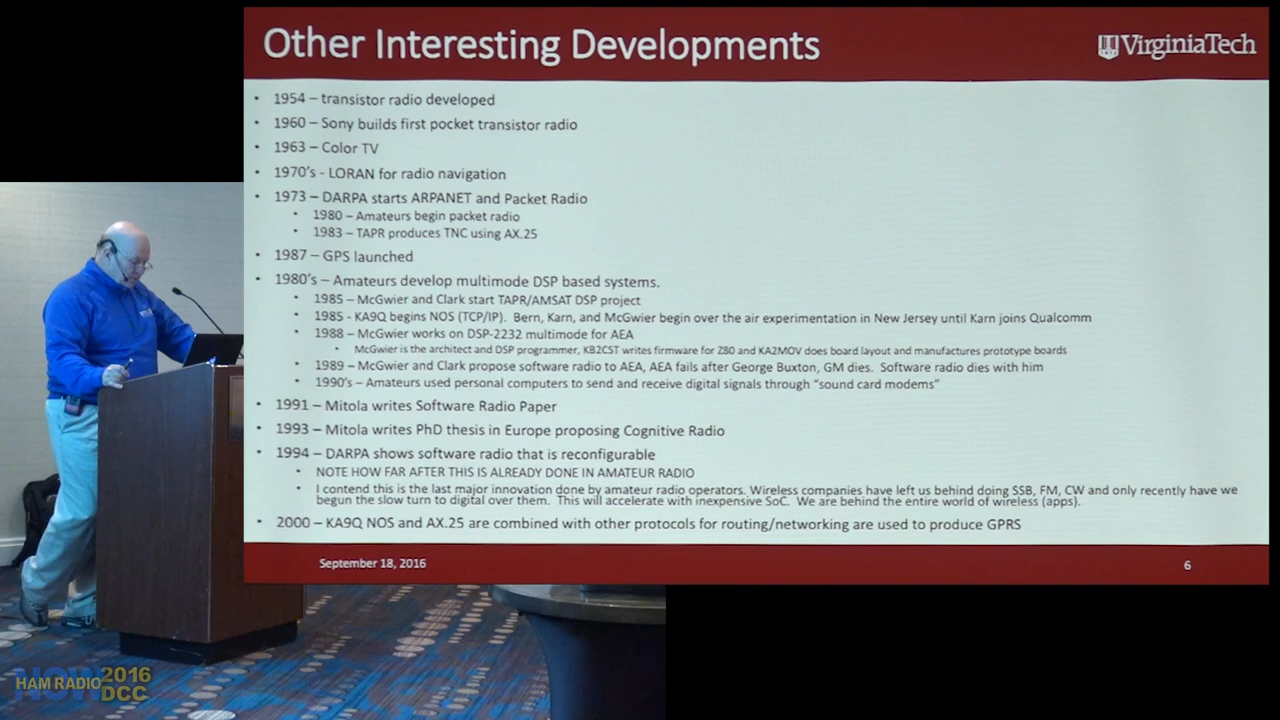 Other Interesting Developments
VirginiaTech
• 1954 – transistor radio developed
• 1960 – Sony builds first pocket transistor radio
• 1963 – Color TV
• 1970's - LORAN for radio navigation
• 1973 – DARPA starts ARPANET and Packet Radio
• 1980 – Amateurs begin packet radio
• 1983 – TAPR produces TNC using AX.25
• 1987 – GPS launched
• 1980's – Amateurs develop multimode DSP based systems.
• 1985 – McGwier and Clark start TAPR/AMSAT DSP project
• 1985 - KA9Q begins NOS (TCP/IP). Bern, Karn, and McGwier begin over the air experimentation in New Jersey until Karn joins Qualcomm
• 1988 – McGwier works on DSP-2232 multimode for AEA
• McGwier is the architect and DSP programmer, KB2CST writes firmware for Z80 and KA2MOV does board layout and manufactures prototype boards
• 1989 – McGwier and Clark propose software radio to AEA, AEA fails after George Buxton, GM dies. Software radio dies with him
• 1990's – Amateurs used personal computers to send and receive digital signals through “sound card modems”
• 1991 – Mitola writes Software Radio Paper
• 1993 – Mitola writes PhD thesis in Europe proposing Cognitive Radio
• 1994 – DARPA shows software radio that is reconfigurable
• NOTE HOW FAR AFTER THIS IS ALREADY DONE IN AMATEUR RADIO
• I contend this is the last major innovation done by amateur radio operators. Wireless companies have left us behind doing SSB, FM, CW and only recently have we
begun the slow turn to digital over them. This will accelerate with inexpensive SoC. We are behind the entire world of wireless (apps).
• 2000 – KA9Q NOS and AX.25 are combined with other protocols for routing/networking are used to produce GPRS
September 18, 2016
6
HAM RADIO NOW 2016
DCC